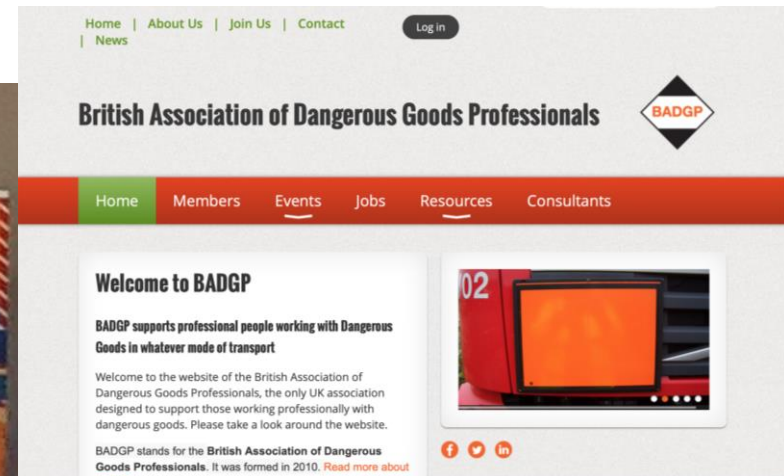 Home | About Us | Join Us | Contact
| News
Log in
British Association of Dangerous Goods Professionals
BADGP
Home Members Events Jobs Resources Consultants
Welcome to BADGP
BADGP supports professional people working with Dangerous
Goods in whatever mode of transport
Welcome to the website of the British Association of
Dangerous Goods Professionals, the only UK association
designed to support those working professionally with
dangerous goods. Please take a look around the website.
BADGP stands for the British Association of Dangerous
Goods Professionals. It was formed in 2010. Read more about
02